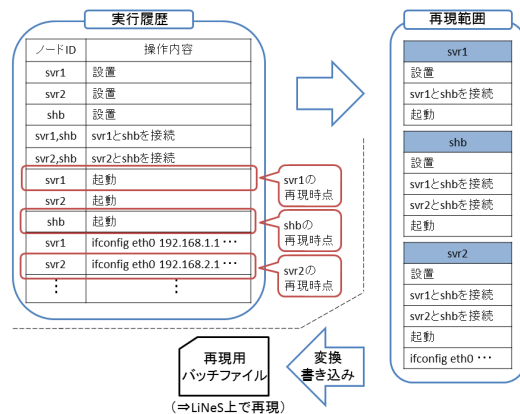 実行履歴
ノードID 操作内容
svr1 設置
svr2 設置
shb 設置
svr1,shb svr1とshbを接続
svr2,shb svr2とshbを接続
svr1 起動
svr2 起動
shb 起動
svr1 ifconfig eth0 192.168.1.1 ･･･
svr2 ifconfig eth0 192.168.2.1 ･･･
⋮ ⋮
svr1の
再現時点
shbの
再現時点
svr2の
再現時点
再現範囲
svr1
設置
svr1とshbを接続
起動
shb
設置
svr1とshbを接続
svr2とshbを接続
起動
svr2
設置
svr1とshbを接続
svr2とshbを接続
起動
ifconfig eth0 ･･･
変換
書き込み
再現用
バッチファイル
(⇒LiNeS上で再現)